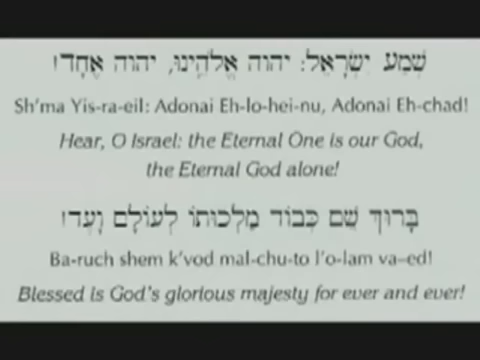 שְׁמַע יִשְׂרָאֵל: יהוה אֱלֹהֵֽינוּ, יהוה אֶחָד!
Sh'ma Yis-ra-eil: Adonai Eh-lo-hei-nu, Adonai Eh-chad!
Hear, O Israel: the Eternal One is our God,
the Eternal God alone!
בָּרוּךְ שֵׁם כְּבוֹד מַלְכוּתוֹ לְעוֹלָם וָעֶד!
Ba-ruch shem k'vod mal-chu-to l'o-lam va–ed!
Blessed is God's glorious majesty for ever and ever!